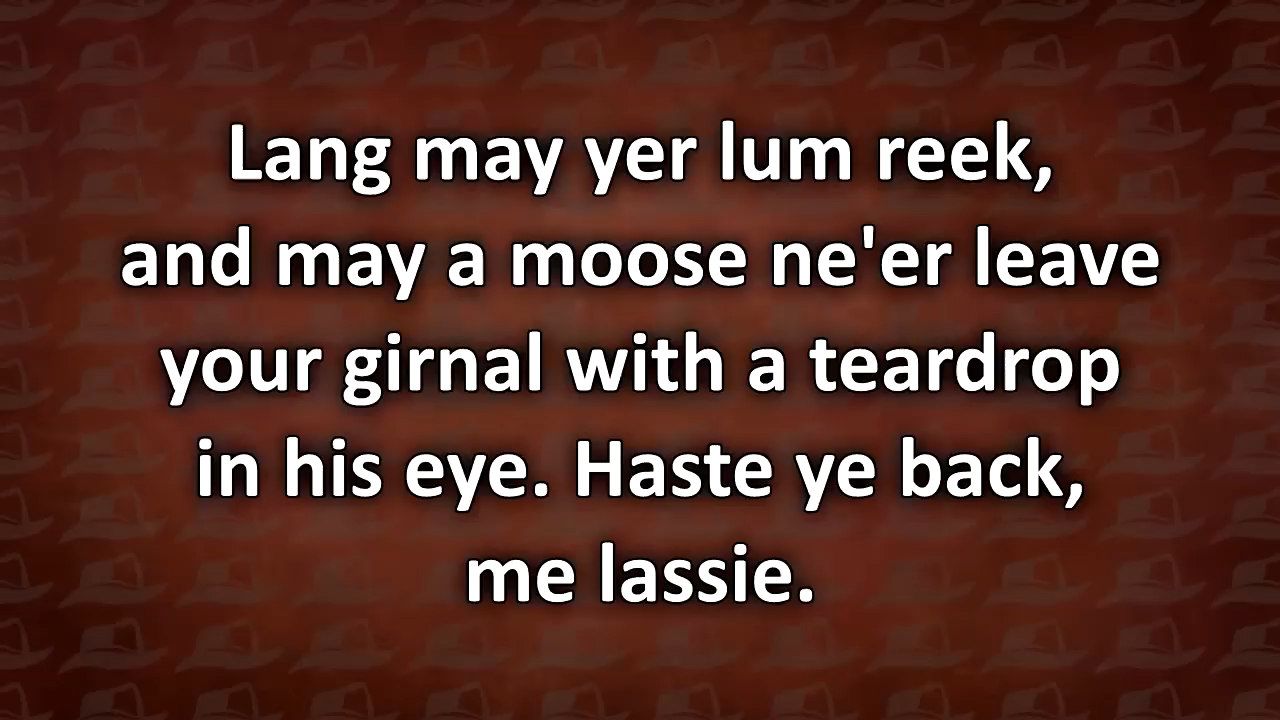 Lang may yer lum reek,
and may a moose ne'er leave
your girnal with a teardrop
in his eye. Haste ye back,
me lassie.